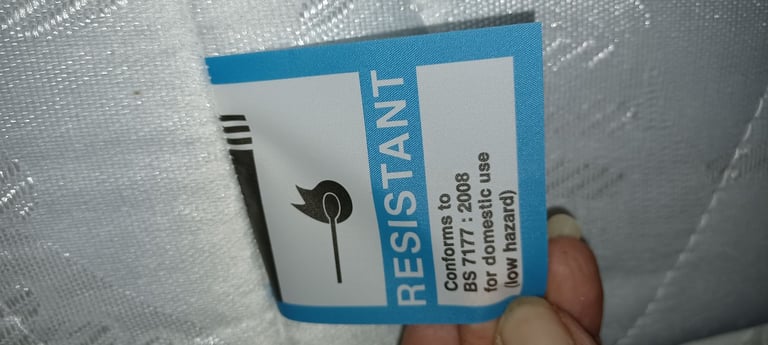 RESISTANT
Conforms to
BS 7177 : 2008
for domestic use
(low hazard)